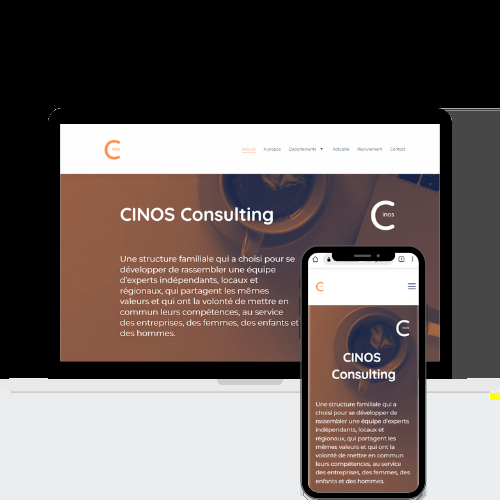 C inos
Accueil A propos Départements Actualité Recrutement Contact
CINOS Consulting
C inos
Une structure familiale qui a choisi pour se
développer de rassembler une équipe
d'experts indépendants, locaux et
régionaux, qui partagent les mêmes
valeurs et qui ont la volonté de mettre en
commun leurs compétences, au service
des entreprises, des femmes, des enfants et
des hommes.
C
C inos
CINOS
Consulting
Une structure familiale qui a
choisi pour se développer de
rassembler une équipe d'experts
indépendants, locaux et
régionaux, qui partagent les
mêmes valeurs et qui ont la
volonté de mettre en commun
leurs compétences, au service
des entreprises, des femmes, des
enfants et des hommes.